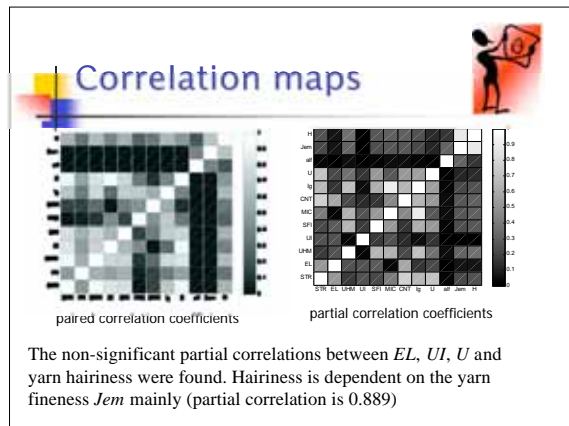 Correlation maps
H
Jem
alf
U
Ig
CNT
MIC
SFI
UI
UHM
EL
STR
STR EL UHM UI SFI MIC CNT Ig U alf Jem H
0.9
0.8
0.7
0.6
0.5
0.4
0.3
0.2
0.1
0
paired correlation coefficients
partial correlation coefficients
The non-significant partial correlations between EL, UI, U and
yarn hairiness were found. Hairiness is dependent on the yarn
fineness Jem mainly (partial correlation is 0.889)